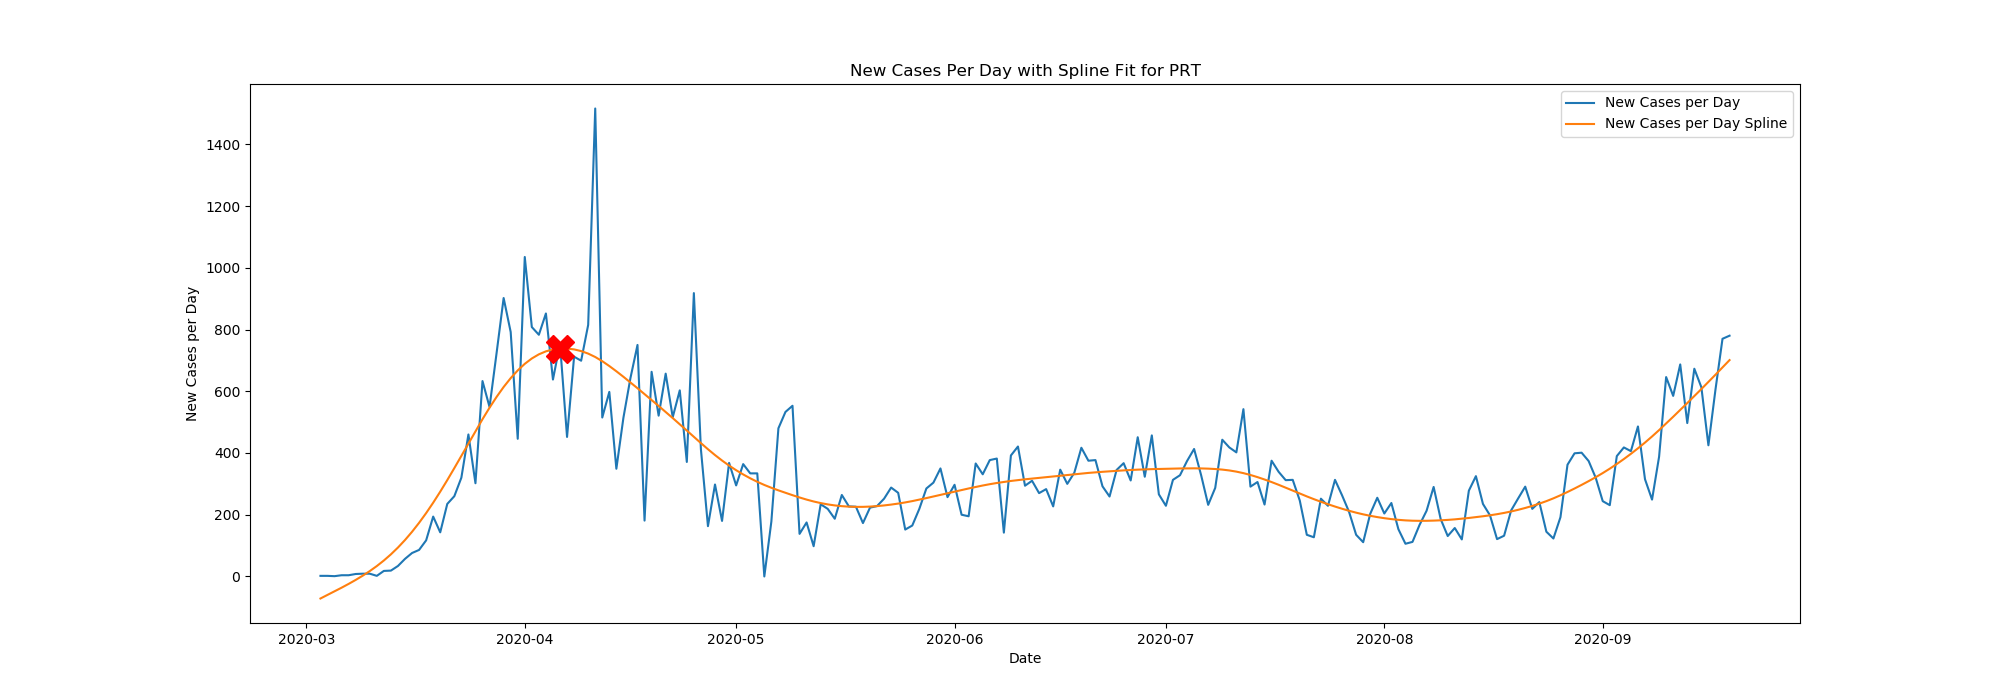 New Cases Per Day with Spline Fit for PRT
New Cases per Day
New Cases per Day Spline
1400
1200
1000
800
600
400
200
0
New Cases per Day
2020-03 2020-04 2020-05 2020-06 2020-07 2020-08 2020-09
Date